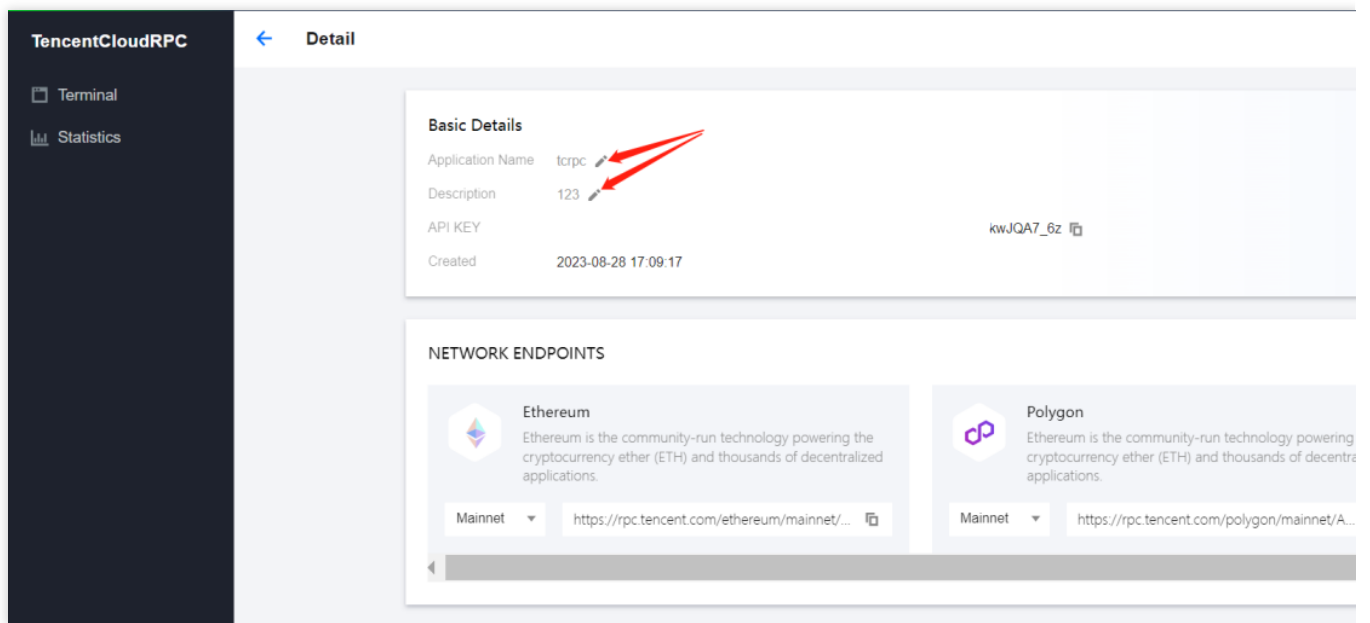 TencentCloudRPC
Detail
Terminal
Statistics
Basic Details
Application Name tcrpc
Description 123
API KEY kwJQA7_6z
Created 2023-08-28 17:09:17
NETWORK ENDPOINTS
Ethereum
Ethereum is the community-run technology powering the
cryptocurrency ether (ETH) and thousands of decentralized
applications.
Mainnet https://rpc.tencent.com/ethereum/mainnet/...
Polygon
Ethereum is the community-run technology powering
cryptocurrency ether (ETH) and thousands of decentra
applications.
Mainnet https://rpc.tencent.com/polygon/mainnet/A...